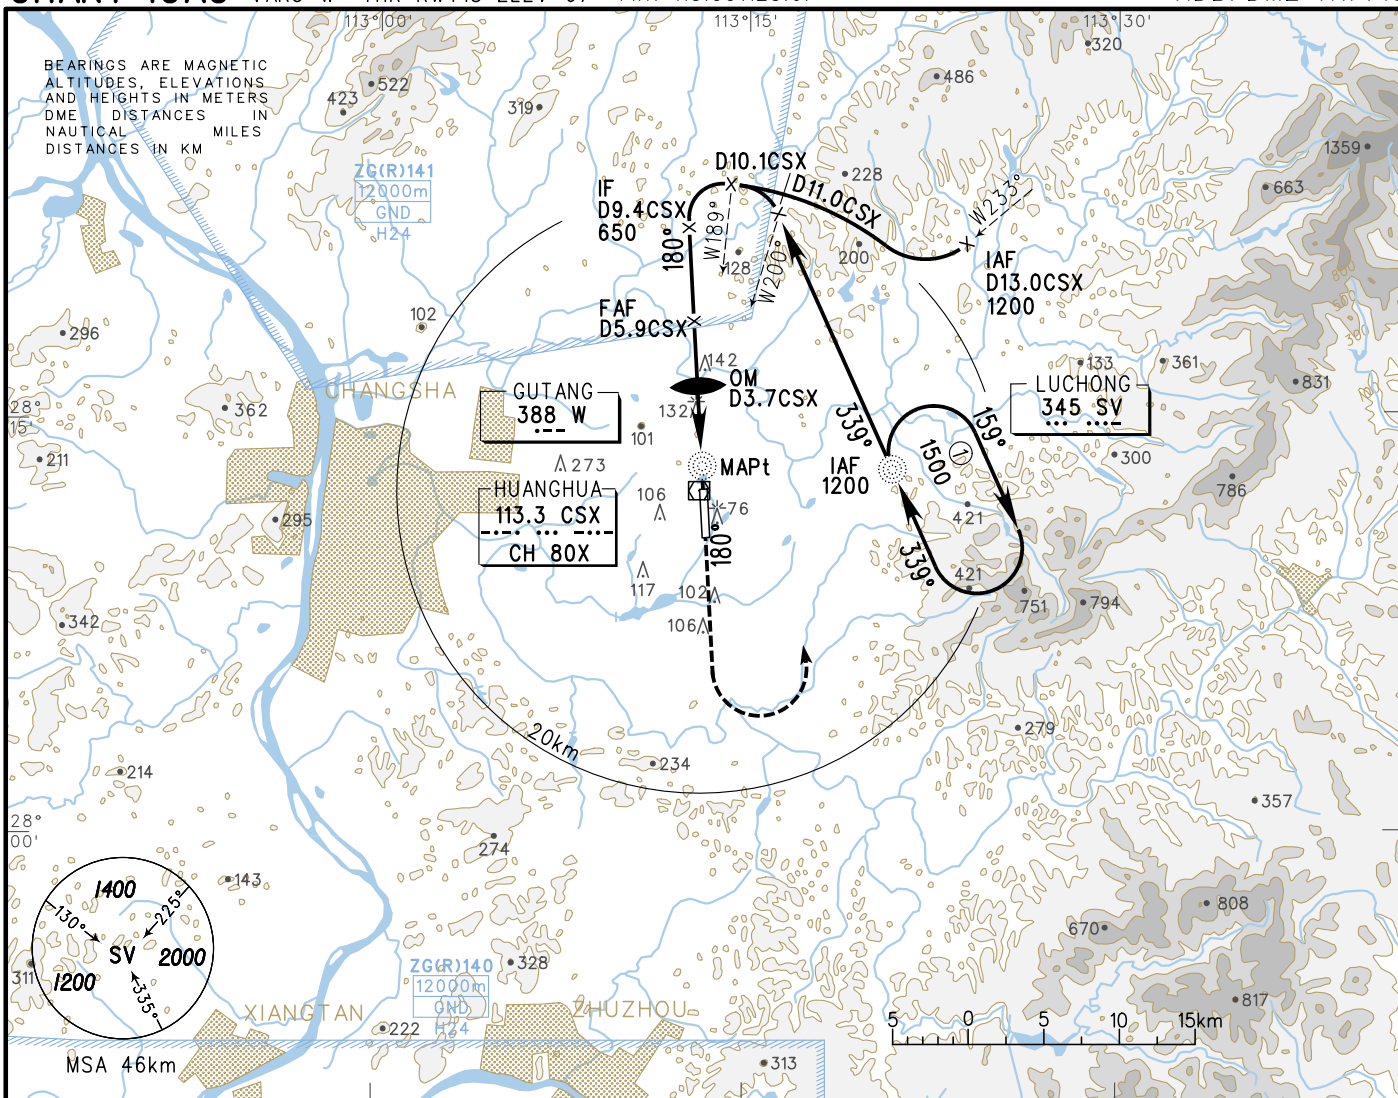 113°00'
113°15'
113°30'
BEARINGS ARE MAGNETIC
ALTITUDES, ELEVATIONS
AND HEIGHTS IN METERS
DME DISTANCES IN
NAUTICAL MILES
DISTANCES IN KM
522
423
319
486
320
1359
663
228
200
128
ZG(R)141
12000m
GND
H24
D10.1CSX
D11.0CSX
IF
D9.4CSX
650
W189°
W200°
W233°
180°
IAF
D13.0CSX
1200
FAF
D5.9CSX
102
296
CHANGSHA
362
28°
15'
211
295
342
GUTANG
388 W
142
OM
D3.7CSX
132
101
273
HUANGHUA
113.3 CSX
CH 80X
106
76
MAPt
180°
117
102
106
IAF
1200
339°
1500
1
159°
339°
LUCHONG
345 SV
133
361
831
300
786
421
421
751
794
279
20km
234
214
274
357
28°
00'
143
1400
130°
225°
SV
2000
1200
335°
311
MSA 46km
XIANGTAN
ZHUZHOU
ZG(R)140
12000m
GND
H24
328
222
313
808
670
817
5
0
5
10
15km